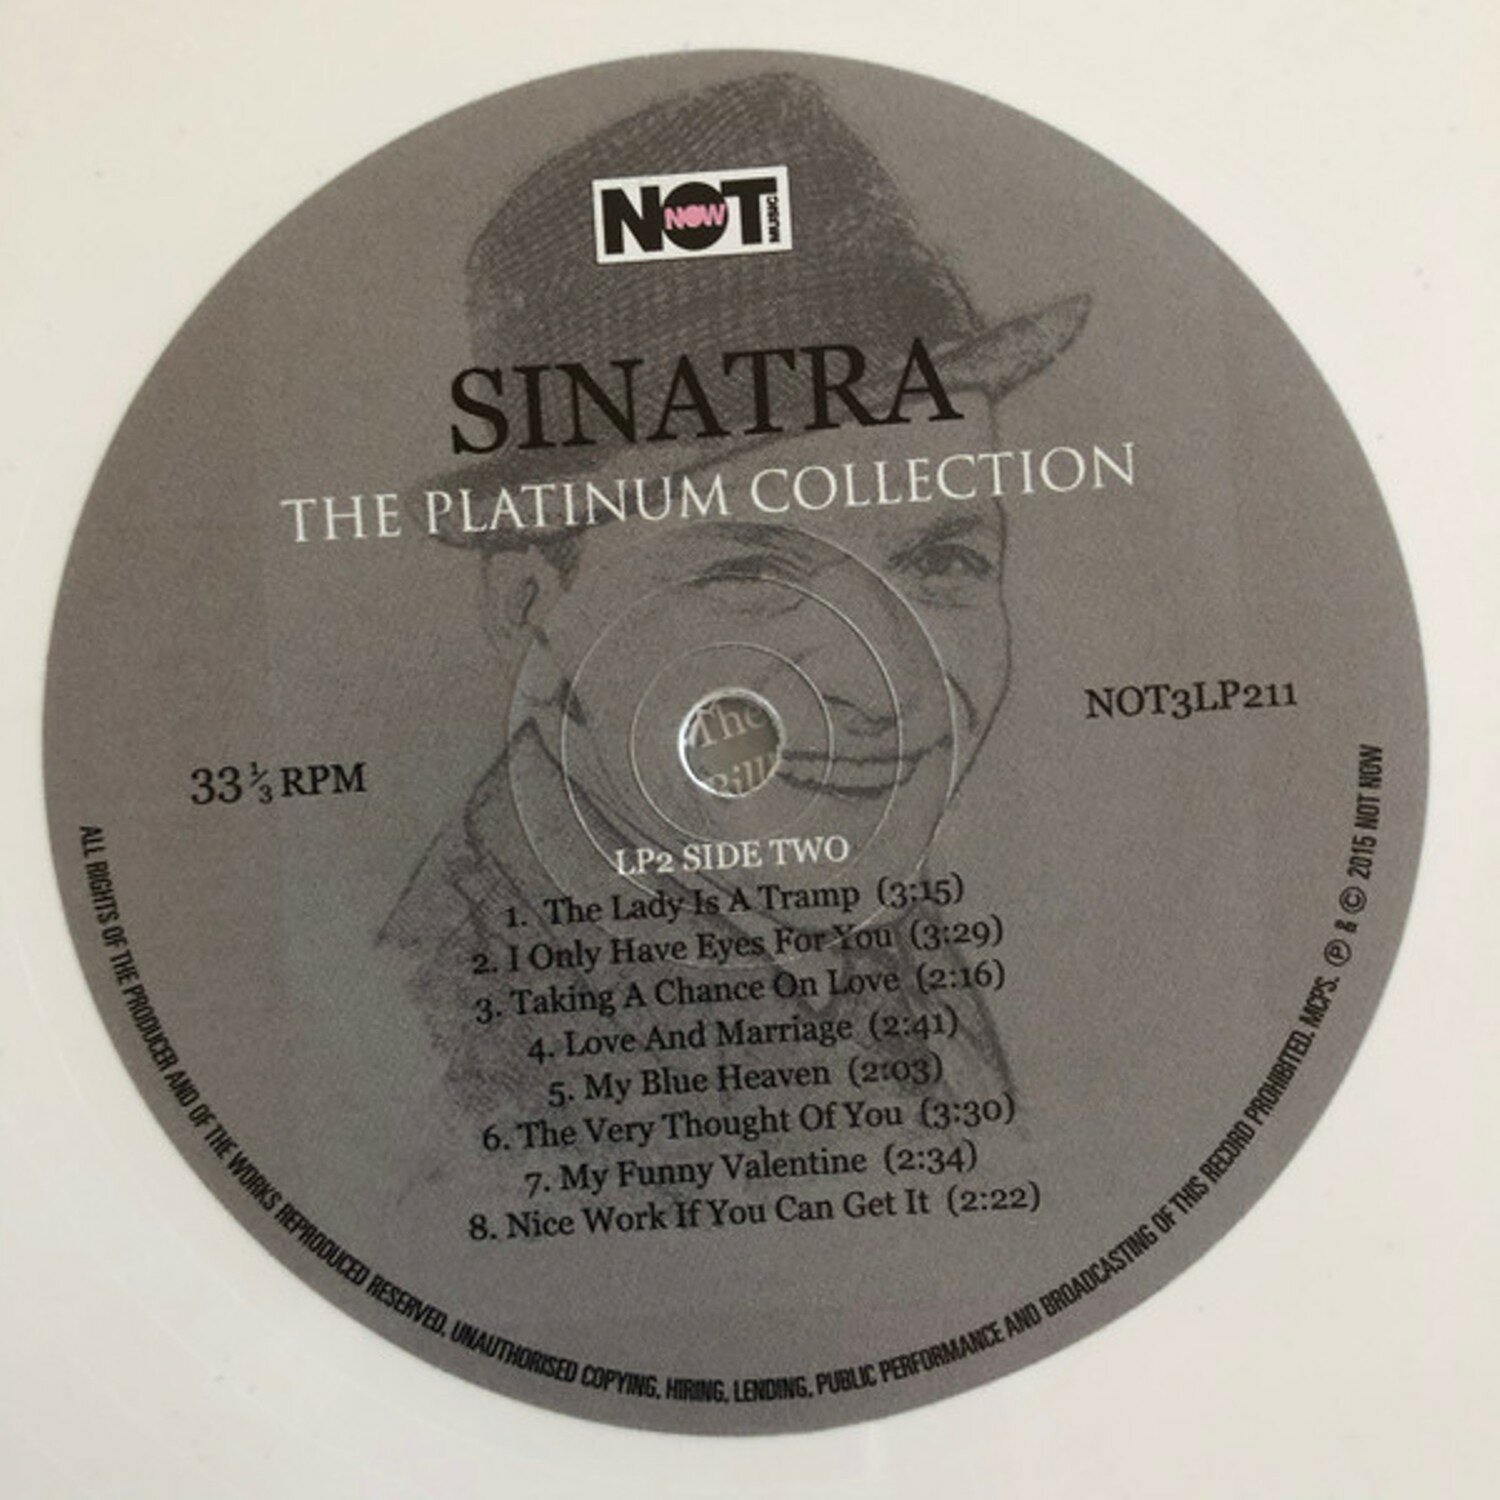 NOT NOW MUSIC
SINATRA
THE PLATINUM COLLECTION
NOT3LP211
33 1/3 RPM
The
Bill
LP2 SIDE TWO
1. The Lady Is A Tramp (3:15)
2. I Only Have Eyes For You (3:29)
3. Taking A Chance On Love (2:16)
4. Love And Marriage (2:41)
5. My Blue Heaven (2:03)
6. The Very Thought Of You (3:30)
7. My Funny Valentine (2:34)
8. Nice Work If You Can Get It (2:22)
ALL RIGHTS OF THE PRODUCER AND OF THE WORKS REPRODUCED RESERVED. UNAUTHORISED COPYING, HIRING, LENDING, PUBLIC PERFORMANCE AND BROADCASTING OF THIS RECORD PROHIBITED. MCPS. ℗ & © 2015 NOT NOW